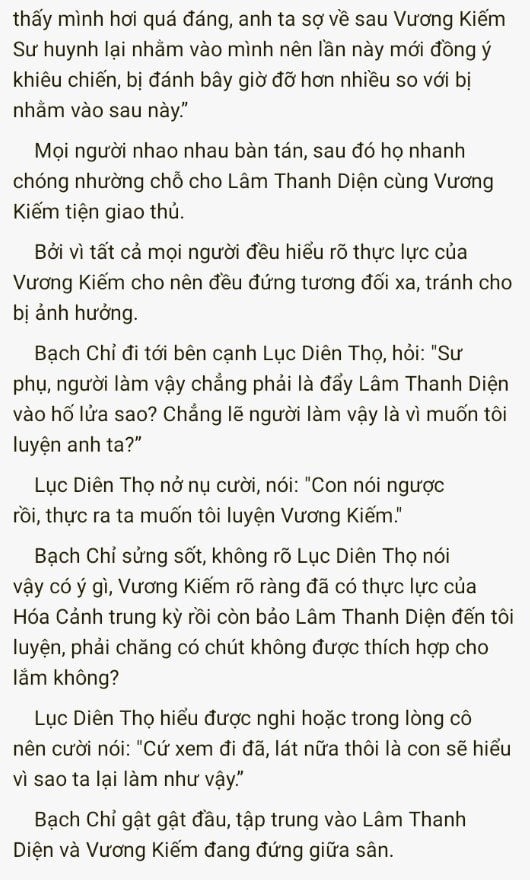 thấy mình hơi quá đáng, anh ta sợ về sau Vương Kiếm
Sư huynh lại nhằm vào mình nên lần này mới đồng ý
khiêu chiến, bị đánh bây giờ đỡ hơn nhiều so với bị
nhằm vào sau này.”
Mọi người nhao nhau bàn tán, sau đó họ nhanh
chóng nhường chỗ cho Lâm Thanh Diện cùng Vương
Kiếm tiện giao thủ.
Bởi vì tất cả mọi người đều hiểu rõ thực lực của
Vương Kiếm cho nên đều đứng tương đối xa, tránh cho
bị ảnh hưởng.
Bạch Chỉ đi tới bên cạnh Lục Diên Thọ, hỏi: "Sư
phụ, người làm vậy chẳng phải là đẩy Lâm Thanh Diện
vào hố lửa sao? Chẳng lẽ người làm vậy là vì muốn tôi
luyện anh ta?”
Lục Diên Thọ nở nụ cười, nói: "Con nói ngược
rồi, thực ra ta muốn tôi luyện Vương Kiếm."
Bạch Chỉ sửng sốt, không rõ Lục Diên Thọ nói
vậy có ý gì, Vương Kiếm rõ ràng đã có thực lực của
Hóa Cảnh trung kỳ rồi còn bảo Lâm Thanh Diện đến tôi
luyện, phải chăng có chút không được thích hợp cho
lắm không?
Lục Diên Thọ hiểu được nghi hoặc trong lòng cô
nên cười nói: "Cứ xem đi đã, lát nữa thôi là con sẽ hiểu
vì sao ta lại làm như vậy.”
Bạch Chỉ gật gật đầu, tập trung vào Lâm Thanh
Diện và Vương Kiếm đang đứng giữa sân.